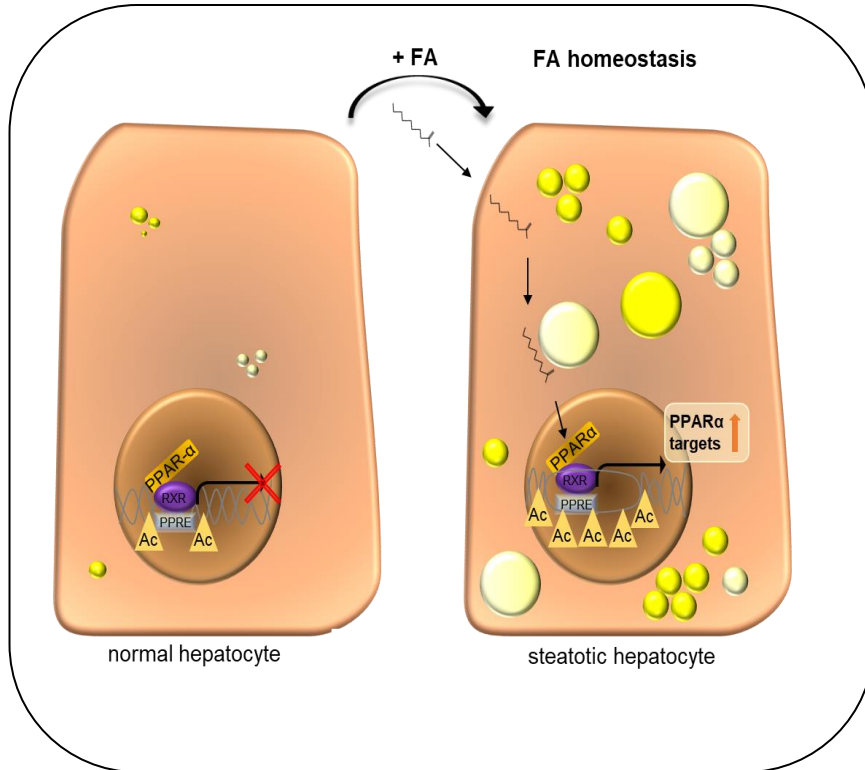 + FA
FA homeostasis
PPAR-α
RXR
PPRE
Ac
Ac
normal hepatocyte
PPARα
targets
PPARα
RXR
PPRE
Ac
Ac
Ac
Ac
Ac
steatotic hepatocyte